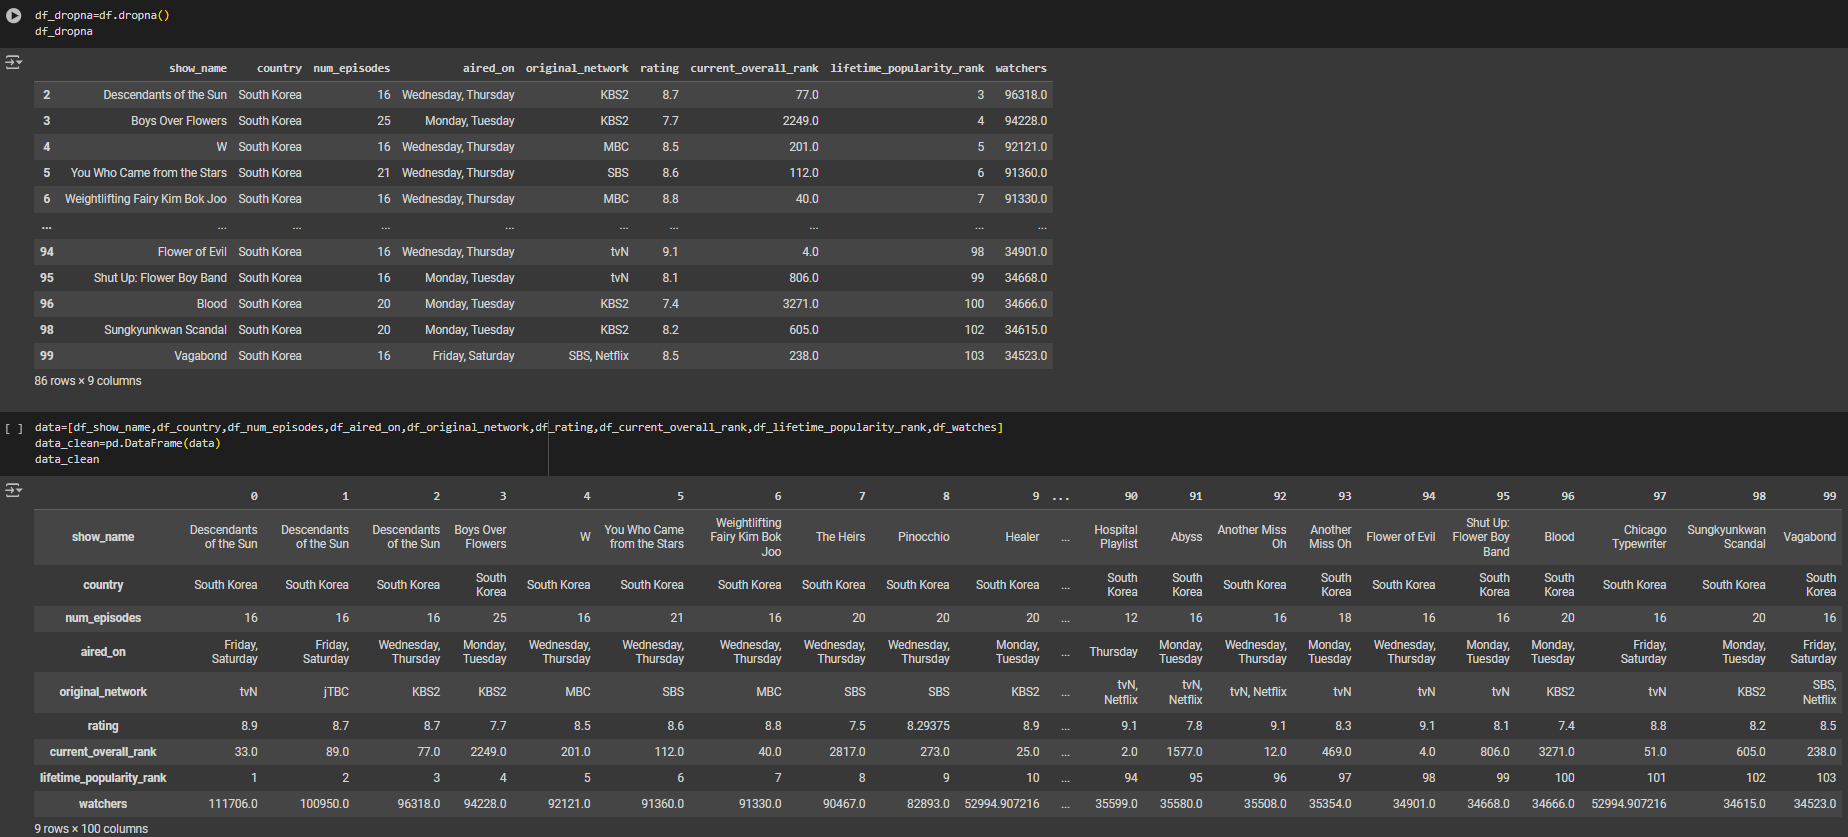 df_dropna=df.dropna()
df_dropna
show_name country num_episodes aired_on original_network rating current_overall_rank lifetime_popularity_rank watchers
2 Descendants of the Sun South Korea 16 Wednesday, Thursday KBS2 8.7 77.0 3 96318.0
3 Boys Over Flowers South Korea 25 Monday, Tuesday KBS2 7.7 2249.0 4 94228.0
4 W South Korea 16 Wednesday, Thursday MBC 8.5 201.0 5 92121.0
5 You Who Came from the Stars South Korea 21 Wednesday, Thursday SBS 8.6 112.0 6 91360.0
6 Weightlifting Fairy Kim Bok Joo South Korea 16 Wednesday, Thursday MBC 8.8 40.0 7 91330.0
... ... ... ... ... ... ... ... ... ...
94 Flower of Evil South Korea 16 Wednesday, Thursday tvN 9.1 4.0 98 34901.0
95 Shut Up: Flower Boy Band South Korea 16 Monday, Tuesday tvN 8.1 806.0 99 34668.0
96 Blood South Korea 20 Monday, Tuesday KBS2 7.4 3271.0 100 34666.0
98 Sungkyunkwan Scandal South Korea 20 Monday, Tuesday KBS2 8.2 605.0 102 34615.0
99 Vagabond South Korea 16 Friday, Saturday SBS, Netflix 8.5 238.0 103 34523.0
86 rows × 9 columns
[ ] data=[df_show_name,df_country,df_num_episodes,df_aired_on,df_original_network,df_rating,df_current_overall_rank,df_lifetime_popularity_rank,df_watches]
data_clean=pd.DataFrame(data)
data_clean
0 1 2 3 4 5 6 7 8 9 ... 90 91 92 93 94 95 96 97 98 99
show_name Descendants of the Sun Descendants of the Sun Descendants of the Sun Boys Over Flowers W You Who Came from the Stars Weightlifting Fairy Kim Bok Joo The Heirs Pinocchio Healer ... Hospital Playlist Abyss Another Miss Oh Another Miss Oh Flower of Evil Shut Up: Flower Boy Band Blood Chicago Typewriter Sungkyunkwan Scandal Vagabond
country South Korea South Korea South Korea South Korea South Korea South Korea South Korea South Korea South Korea South Korea ... South Korea South Korea South Korea South Korea South Korea South Korea South Korea South Korea South Korea South Korea
num_episodes 16 16 16 25 16 21 16 20 20 20 ... 12 16 16 18 16 16 20 16 20 16
aired_on Friday, Saturday Friday, Saturday Wednesday, Thursday Monday, Tuesday Wednesday, Thursday Wednesday, Thursday Wednesday, Thursday Wednesday, Thursday Wednesday, Thursday Monday, Tuesday ... Thursday Monday, Tuesday Wednesday, Thursday Monday, Tuesday Wednesday, Thursday Monday, Tuesday Monday, Tuesday Friday, Saturday Monday, Tuesday Friday, Saturday
original_network tvN jTBC KBS2 KBS2 MBC SBS MBC SBS SBS KBS2 ... tvN, Netflix tvN, Netflix tvN, Netflix tvN tvN tvN KBS2 tvN KBS2 SBS, Netflix
rating 8.9 8.7 8.7 7.7 8.5 8.6 8.8 7.5 8.29375 8.9 ... 9.1 7.8 9.1 8.3 9.1 8.1 7.4 8.8 8.2 8.5
current_overall_rank 33.0 89.0 77.0 2249.0 201.0 112.0 40.0 2817.0 273.0 25.0 ... 2.0 1577.0 12.0 469.0 4.0 806.0 3271.0 51.0 605.0 238.0
lifetime_popularity_rank 1 2 3 4 5 6 7 8 9 10 ... 94 95 96 97 98 99 100 101 102 103
watchers 111706.0 100950.0 96318.0 94228.0 92121.0 91360.0 91330.0 90467.0 82893.0 52994.907216 ... 35599.0 35580.0 35508.0 35354.0 34901.0 34668.0 34666.0 52994.907216 34615.0 34523.0
9 rows × 100 columns